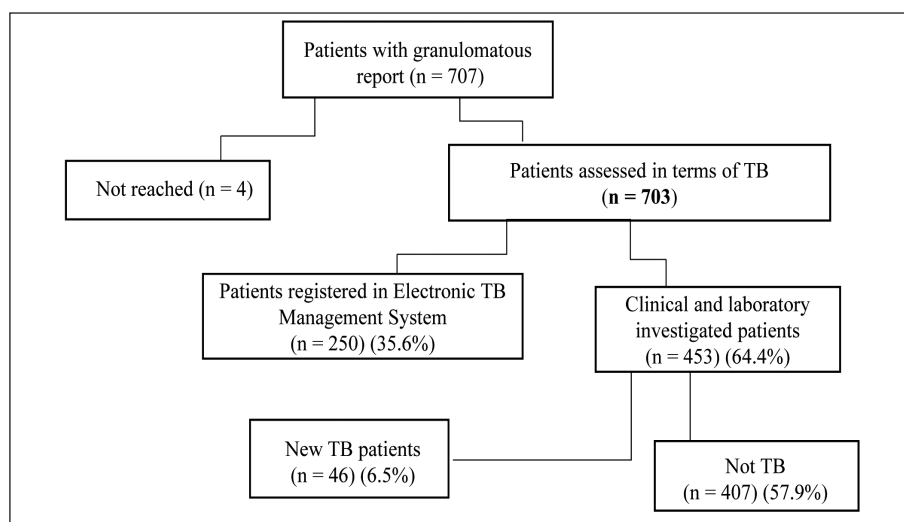 Patients with granulomatous
report (n = 707)
Not reached (n = 4)
Patients assessed in terms of TB
(n = 703)
Patients registered in Electronic TB
Management System
(n = 250) (35.6%)
Clinical and laboratory
investigated patients
(n = 453) (64.4%)
New TB patients
(n = 46) (6.5%)
Not TB
(n = 407) (57.9%)